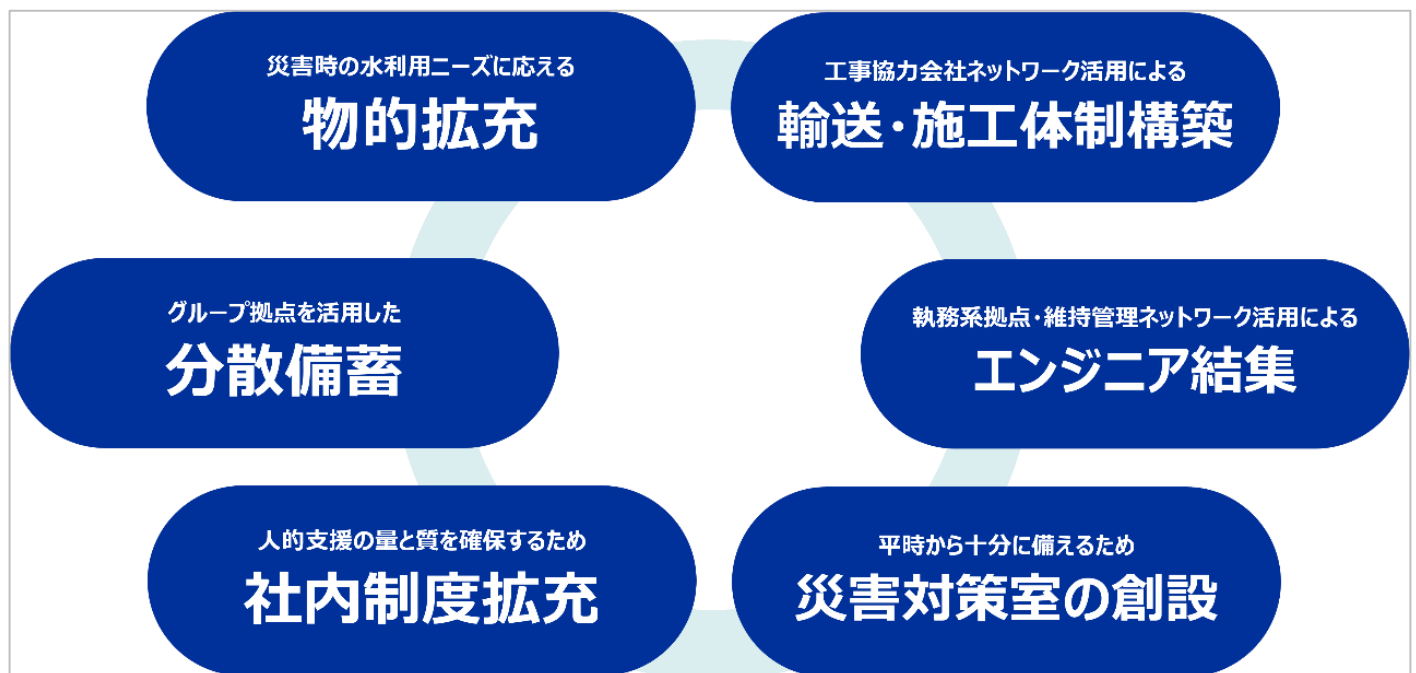 災害時の水利用ニーズに応える
物的拡充
工事協力会社ネットワーク活用による
輸送・施工体制構築
グループ拠点を活用した
分散備蓄
執務系拠点・維持管理ネットワーク活用による
エンジニア結集
人的支援の量と質を確保するため
社内制度拡充
平時から十分に備えるため
災害対策室の創設